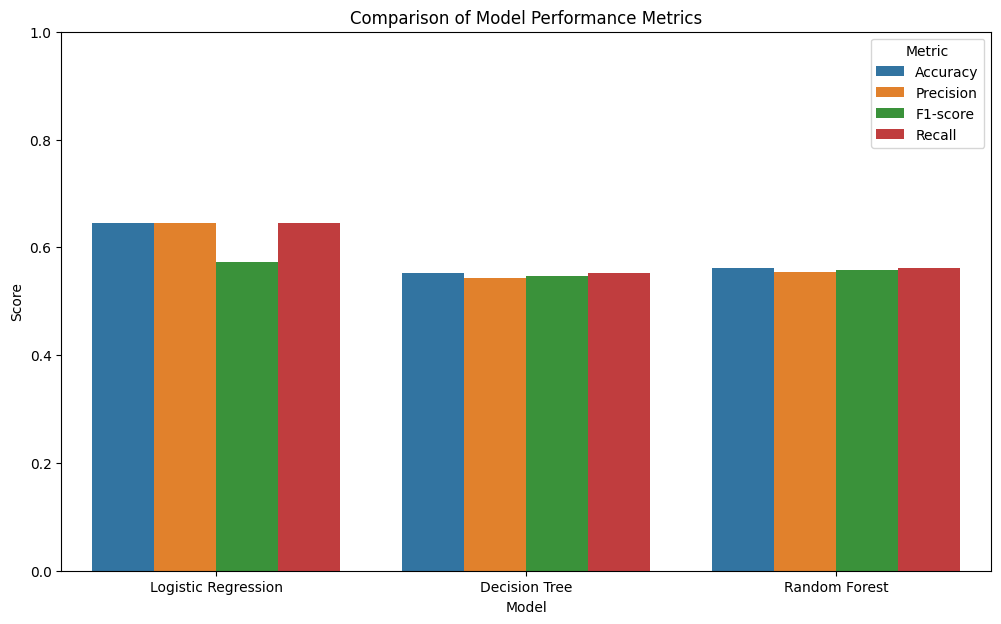 Comparison of Model Performance Metrics
1.0
0.8
0.6
0.4
0.2
0.0
Score
Metric
Accuracy
Precision
F1-score
Recall
Logistic Regression
Decision Tree
Random Forest
Model